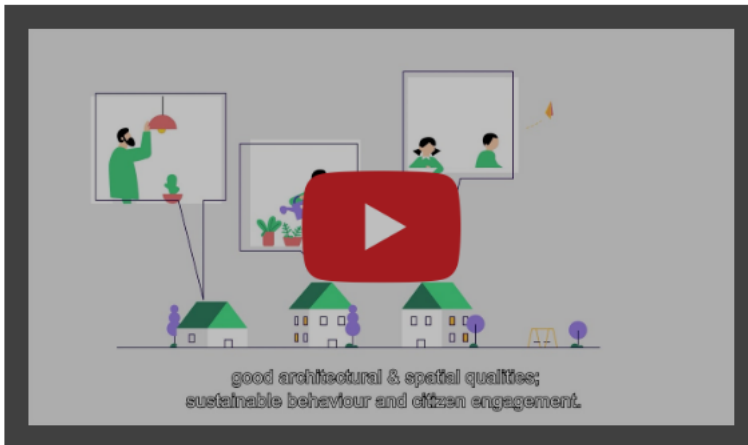 good architectural & spatial qualities;
sustainable behaviour and citizen engagement.